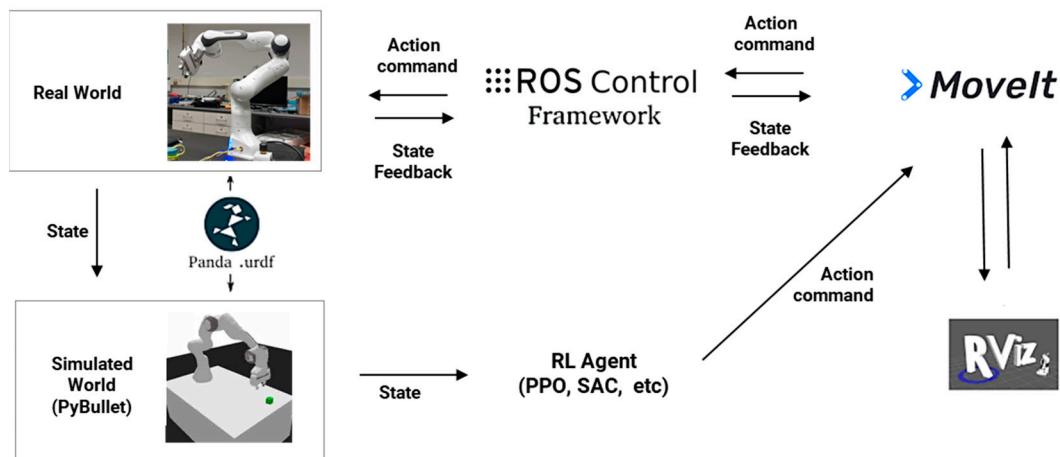 Real World
Action
command
ROS Control
Framework
State
Feedback
Action
command
State
Feedback
MoveIt
State
Panda .urdf
Action
command
Simulated
World
(PyBullet)
State
RL Agent
(PPO, SAC, etc)
RViz